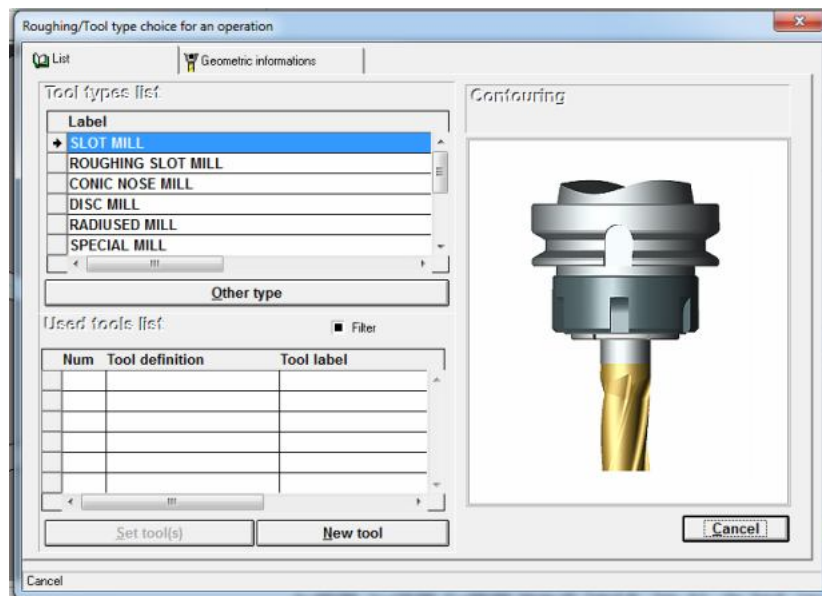 Roughing/Tool type choice for an operation
List
Geometric informations
Tool types list
Contouring
Label
SLOT MILL
ROUGHING SLOT MILL
CONIC NOSE MILL
DISC MILL
RADIUSED MILL
SPECIAL MILL
Other type
Used tools list
Filter
Num Tool definition Tool label
Set tool(s)
New tool
Cancel
Cancel